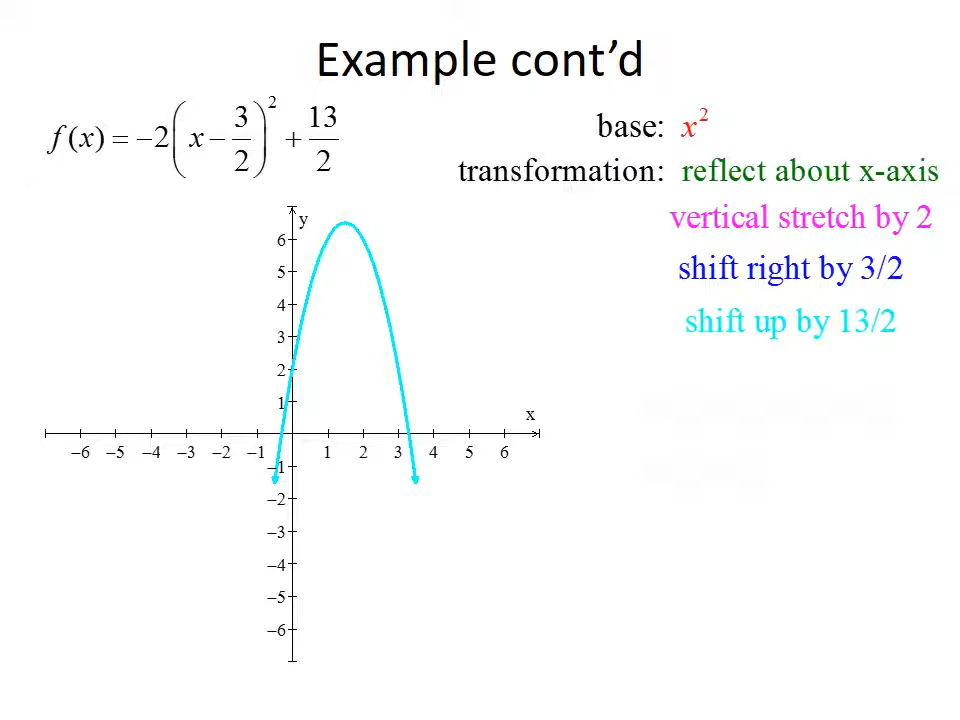 Example cont'd
f(x) = −2(x − 3/2)² + 13/2
base: x²
transformation: reflect about x-axis
vertical stretch by 2
shift right by 3/2
shift up by 13/2
y
6
5
4
3
2
1
x
−6 −5 −4 −3 −2 −1 1 2 3 4 5 6
−1
−2
−3
−4
−5
−6